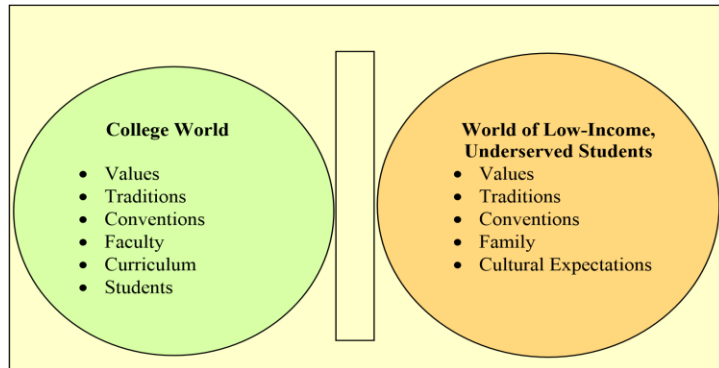 College World
• Values
• Traditions
• Conventions
• Faculty
• Curriculum
• Students
World of Low-Income,
Underserved Students
• Values
• Traditions
• Conventions
• Family
• Cultural Expectations